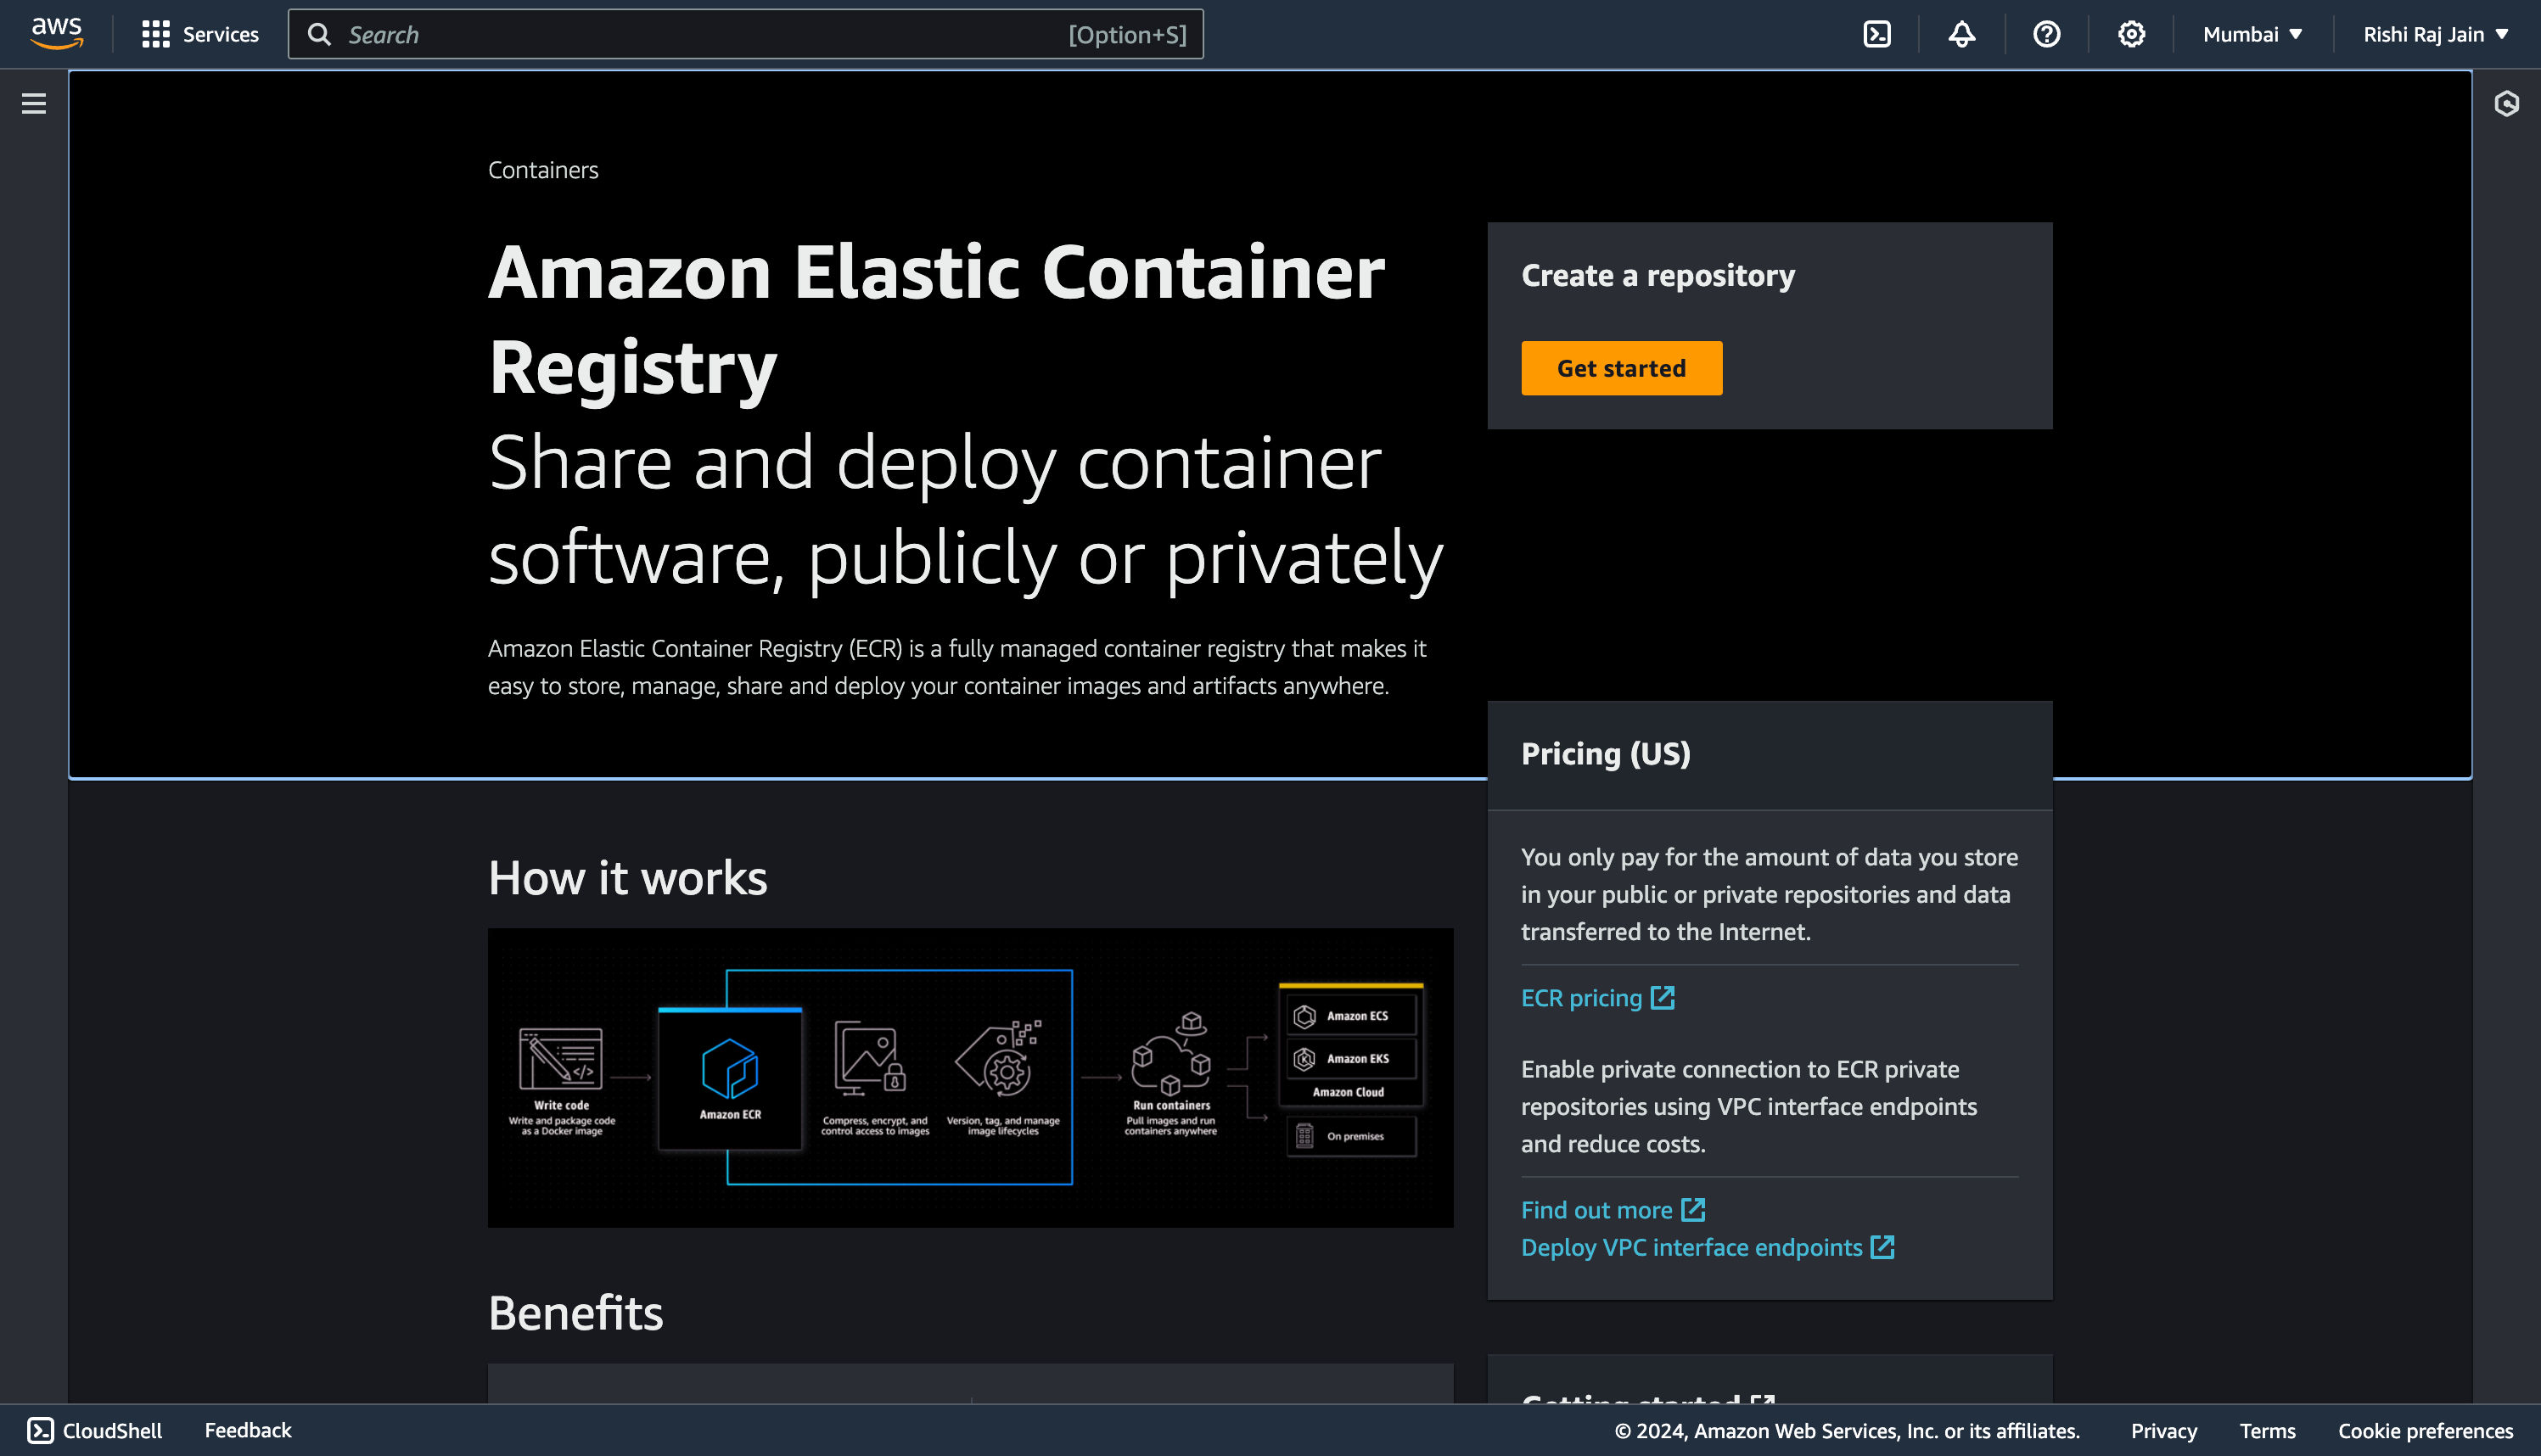 aws
Services
Search
[Option+S]
Mumbai
Rishi Raj Jain
Containers
Amazon Elastic Container
Registry
Share and deploy container
software, publicly or privately
Amazon Elastic Container Registry (ECR) is a fully managed container registry that makes it
easy to store, manage, share and deploy your container images and artifacts anywhere.
Create a repository
Get started
Pricing (US)
You only pay for the amount of data you store
in your public or private repositories and data
transferred to the Internet.
ECR pricing
Enable private connection to ECR private
repositories using VPC interface endpoints
and reduce costs.
Find out more
Deploy VPC interface endpoints
How it works
Write code
Write and package code
as a Docker image
Amazon ECR
Compress, encrypt, and
control access to images
Version, tag, and manage
image lifecycles
Run containers
Pull images and run
containers anywhere
Amazon ECS
Amazon EKS
Amazon Cloud
On premises
Benefits
Getting started
CloudShell
Feedback
© 2024, Amazon Web Services, Inc. or its affiliates.
Privacy
Terms
Cookie preferences